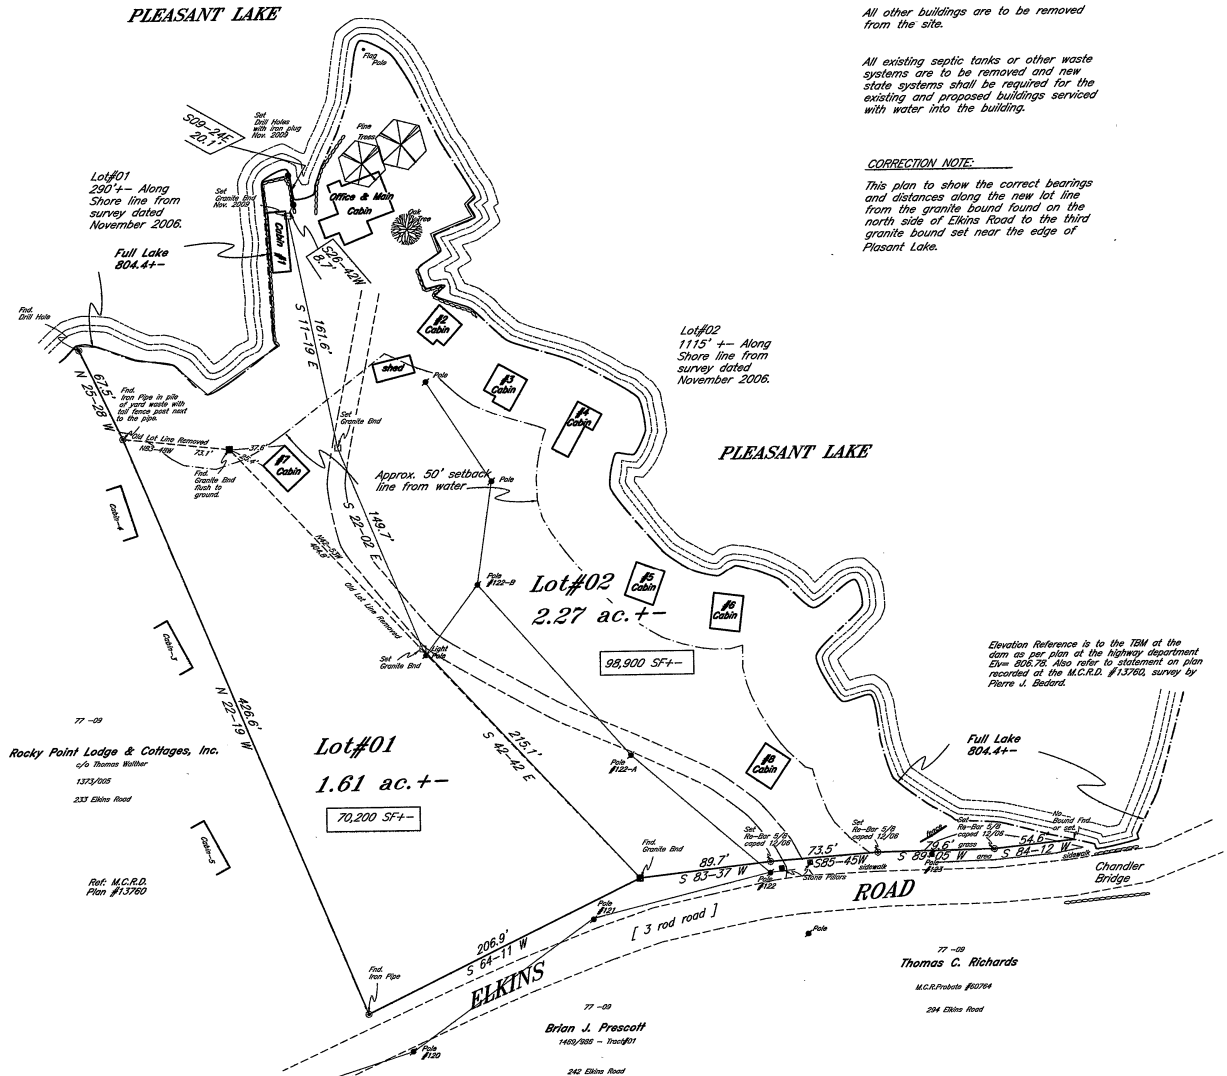 PLEASANT LAKE
All other buildings are to be removed
from the site.
All existing septic tanks or other waste
systems are to be removed and new
state systems shall be required for the
existing and proposed buildings serviced
with water into the building.
CORRECTION NOTE:
This plan to show the correct bearings
and distances along the new lot line
from the granite bound found on the
north side of Elkins Road to the third
granite bound set near the edge of
Plasant Lake.
Flag
Pole
S09-24E
20.1'
Set
Drill Holes
with iron plug
Nov. 2009
Pine
Trees
Lot#01
290'+- Along
Shore line from
survey dated
November 2006.
Set
Granite Bnd
Nov. 2009
Office & Main
Cabin
Oak
Tree
Cabin #1
S26-42W
8.7'
Full Lake
804.4+-
Fnd.
Drill Hole
S 11-19 E
161.6'
#2
Cabin
Lot#02
1115' +- Along
Shore line from
survey dated
November 2006.
shed
Pole
#3
Cabin
#4
Cabin
67.5'
N 25-28 W
Fnd.
Iron Pipe in pile
of yard waste with
tall fence post next
to the pipe.
Old Lot Line Removed
N83-48W
73.1'
37.6'
25.4'
Set
Granite Bnd
#7
Cabin
Fnd.
Granite Bnd
flush to
ground.
PLEASANT LAKE
Approx. 50' setback
line from water
Pole
Cabin-4
149.7'
S 22-02 E
N42-53W
404.8'
Old Lot Line Removed
Pole
#122-B
Lot#02
2.27 ac.+-
98,900 SF+-
#5
Cabin
#6
Cabin
Cabin-3
Light
Pole
Set
Granite Bnd
Elevation Reference is to the TBM at the
dam as per plan at the highway department
Elv= 806.78. Also refer to statement on plan
recorded at the M.C.R.D. #13760, survey by
Pierre J. Bedard.
426.6'
N 22-19 W
77 -09
Rocky Point Lodge & Cottages, Inc.
c/o Thomas Walther
1373/005
233 Elkins Road
Lot#01
1.61 ac.+-
70,200 SF+-
215.1'
S 42-42 E
Pole
#122-A
#8
Cabin
Full Lake
804.4+-
Cabin-5
Ref: M.C.R.D.
Plan #13760
Fnd.
Granite Bnd
Set
Re-Bar 5/8
caped 12/06
Set
Re-Bar 5/8
caped 12/06
Set
Re-Bar 5/8
caped 12/06
No
Bound Fnd.
or set.
89.7'
S 83-37 W
73.5'
S85-45W
sidewalk
79.6'
S 89-05 W
grass
area
54.6'
S 84-12 W
sidewalk
Pole
#122
Stone Pillars
Pole
#123
Chandler
Bridge
ROAD
[ 3 rod road ]
Pole
#121
Pole
206.9'
S 64-11 W
ELKINS
Fnd.
Iron Pipe
77 -09
Thomas C. Richards
M.C.R.Probate #60764
294 Elkins Road
77 -09
Brian J. Prescott
1469/986 - Tract#01
242 Elkins Road
Pole
#120